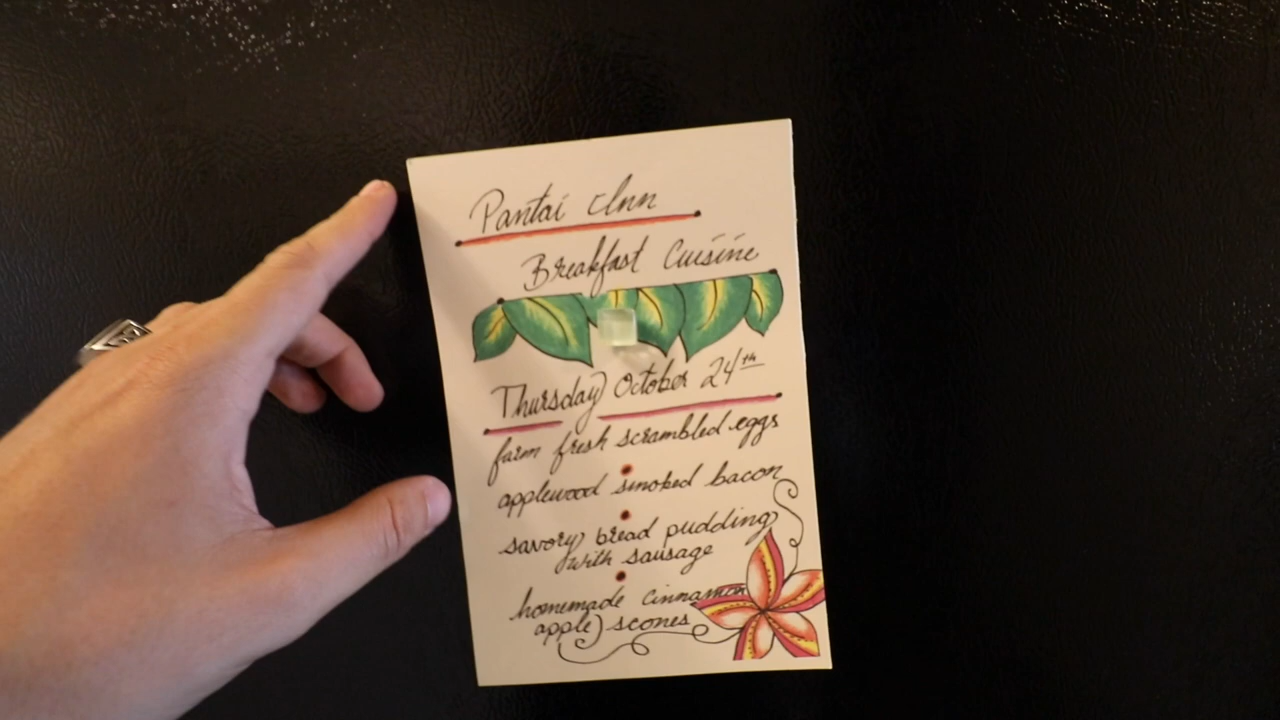 Pantai Inn
Breakfast Cuisine
Thursday October 24th
farm fresh scrambled eggs
applewood smoked bacon
savory bread pudding
with sausage
homemade cinnamon
apple scones